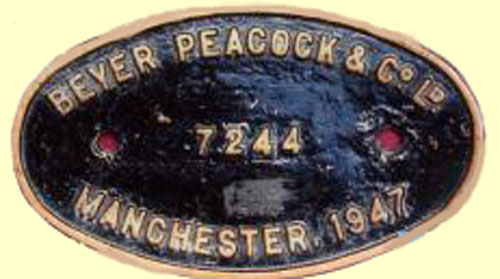 BEYER PEACOCK & CO LD
7244
MANCHESTER. 1947